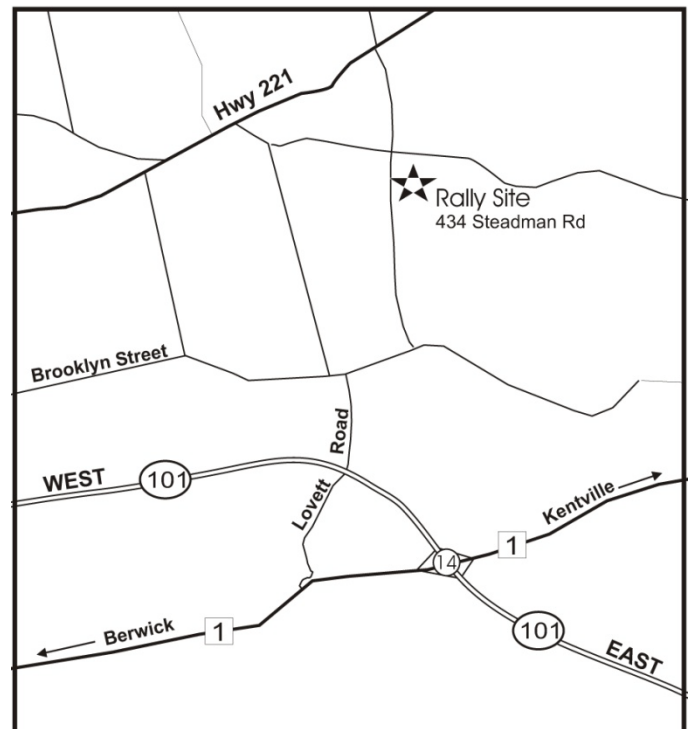 Hwy 221
Rally Site
434 Steadman Rd
Brooklyn Street
Lovett Road
WEST
101
Kentville
1
14
Berwick
1
101
EAST